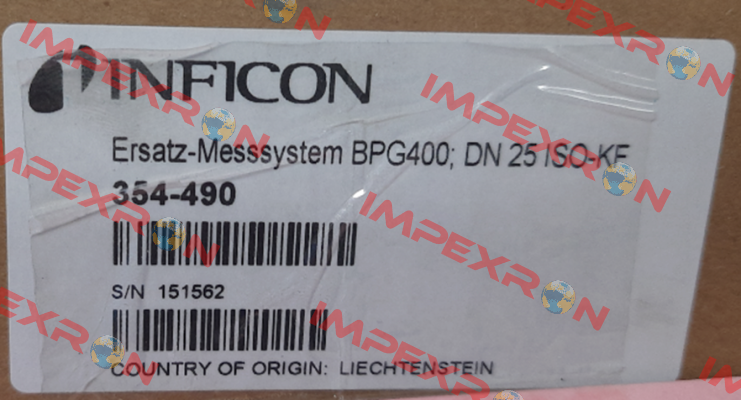 INFICON
Ersatz-Messsystem BPG400; DN 25 ISO-KF
354-490
S/N 151562
COUNTRY OF ORIGIN: LIECHTENSTEIN
IMPEXRON